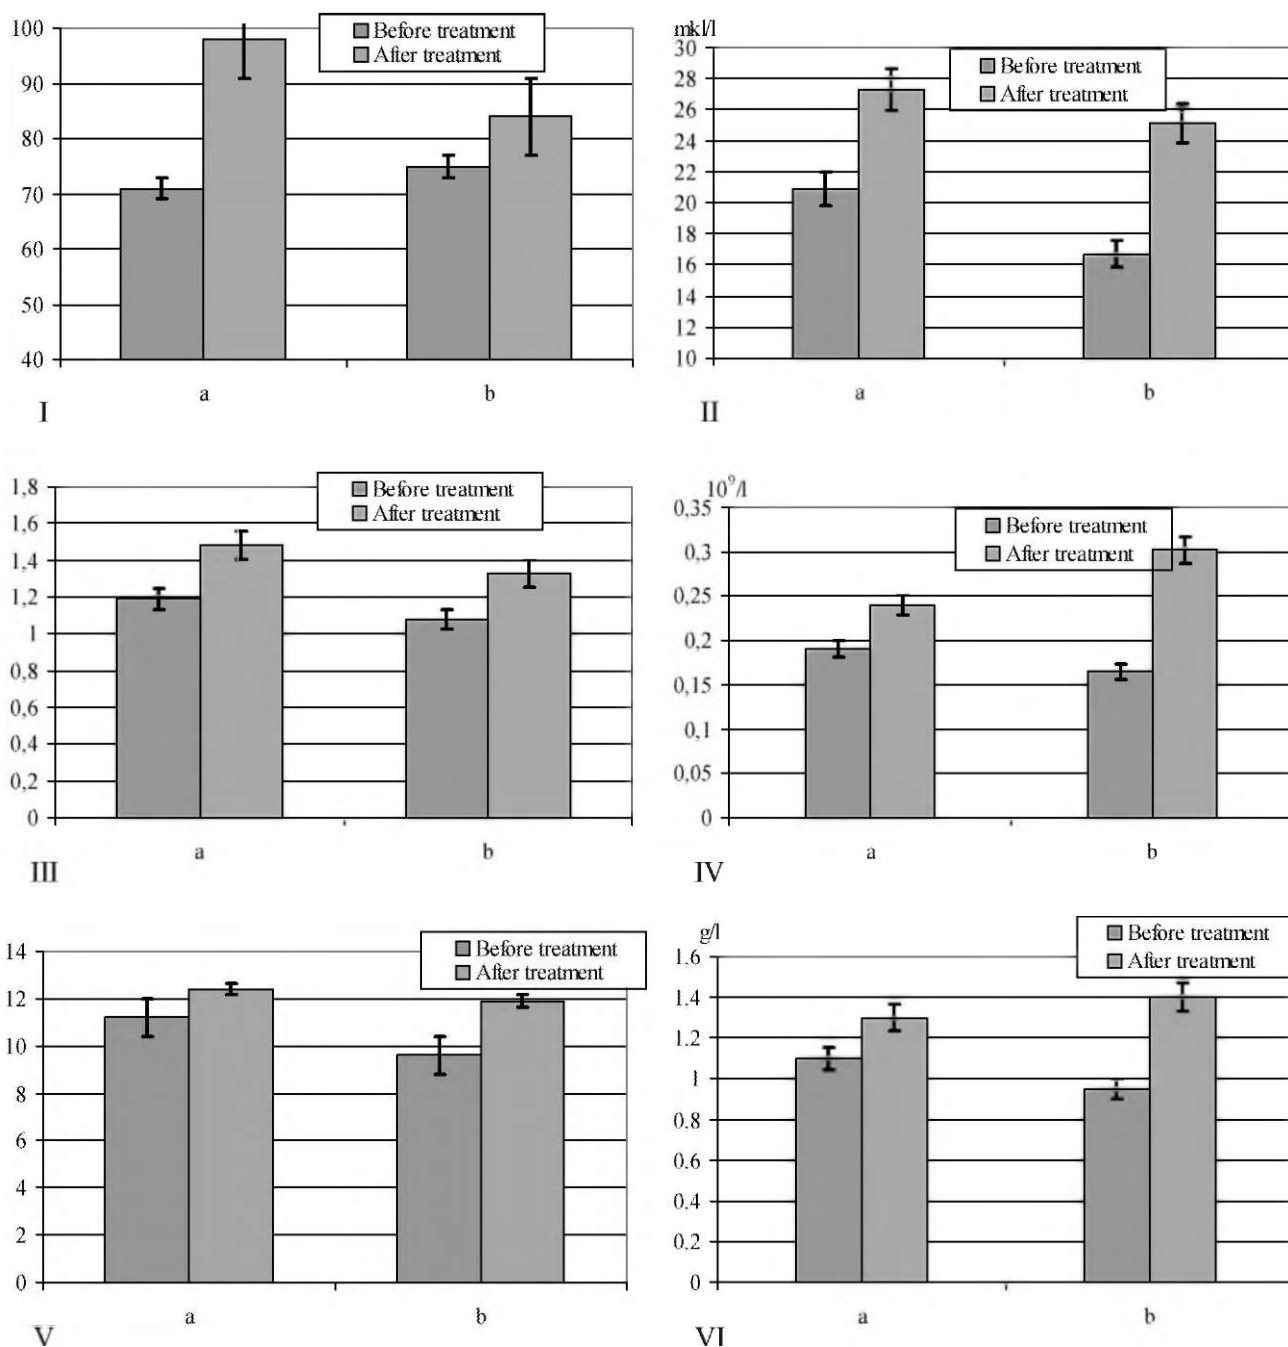 Before treatment
After treatment
100
90
80
70
60
50
40
a
b
I
mkl/l
Before treatment
After treatment
30
28
26
24
22
20
18
16
14
12
10
a
b
II
Before treatment
After treatment
1,8
1,6
1,4
1,2
1
0,8
0,6
0,4
0,2
0
a
b
III
10⁹/l
Before treatment
After treatment
0,35
0,3
0,25
0,2
0,15
0,1
0,05
0
a
b
IV
Before treatment
After treatment
14
12
10
8
6
4
2
0
a
b
V
g/l
Before treatment
After treatment
1.6
1.4
1.2
1
0.8
0.6
0.4
0.2
0
a
b
VI